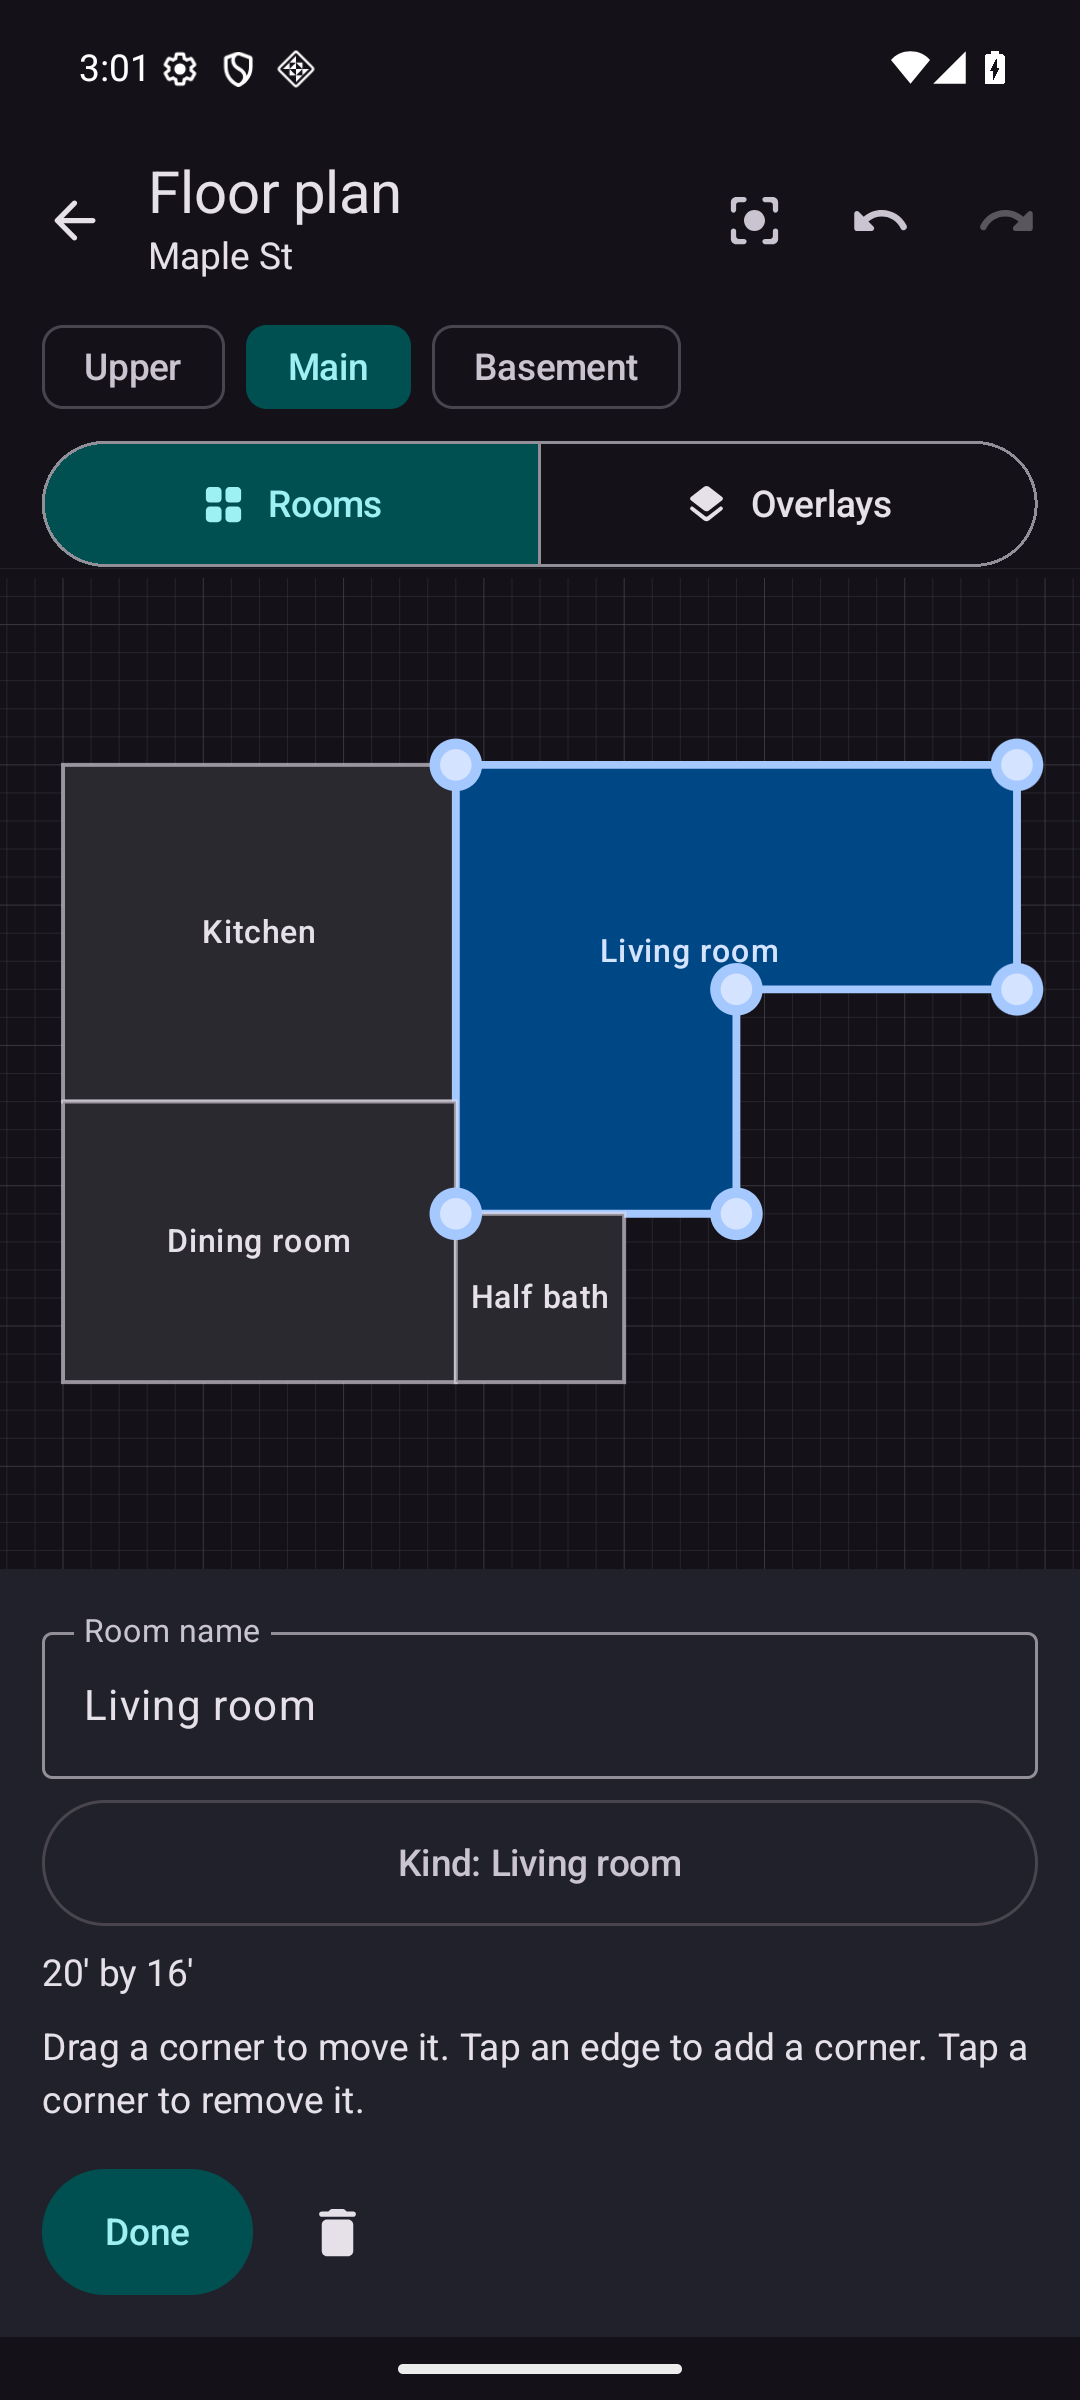 3:01
Floor plan
Maple St
Upper
Main
Basement
Rooms
Overlays
Kitchen
Living room
Dining room
Half bath
Room name
Living room
Kind: Living room
20' by 16'
Drag a corner to move it. Tap an edge to add a corner. Tap a
corner to remove it.
Done